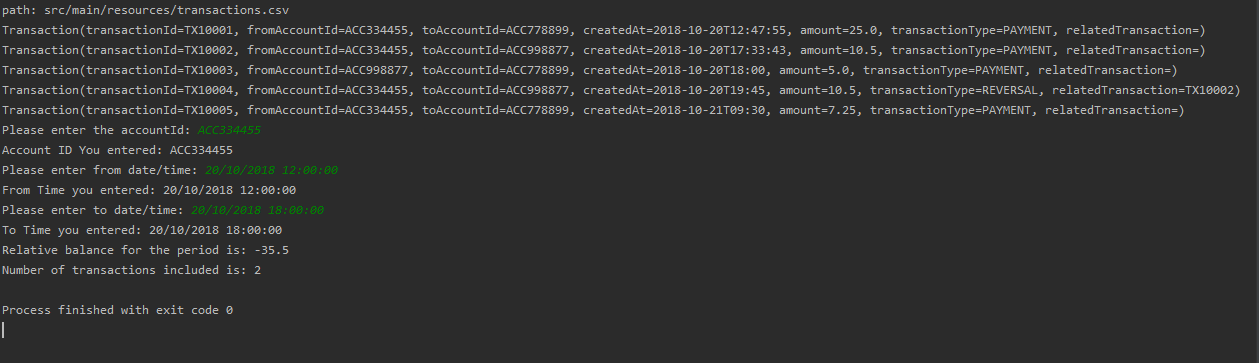 path: src/main/resources/transactions.csv
Transaction(transactionId=TX10001, fromAccountId=ACC334455, toAccountId=ACC778899, createdAt=2018-10-20T12:47:55, amount=25.0, transactionType=PAYMENT, relatedTransaction=)
Transaction(transactionId=TX10002, fromAccountId=ACC334455, toAccountId=ACC998877, createdAt=2018-10-20T17:33:43, amount=10.5, transactionType=PAYMENT, relatedTransaction=)
Transaction(transactionId=TX10003, fromAccountId=ACC998877, toAccountId=ACC778899, createdAt=2018-10-20T18:00, amount=5.0, transactionType=PAYMENT, relatedTransaction=)
Transaction(transactionId=TX10004, fromAccountId=ACC334455, toAccountId=ACC998877, createdAt=2018-10-20T19:45, amount=10.5, transactionType=REVERSAL, relatedTransaction=TX10002)
Transaction(transactionId=TX10005, fromAccountId=ACC334455, toAccountId=ACC778899, createdAt=2018-10-21T09:30, amount=7.25, transactionType=PAYMENT, relatedTransaction=)
Please enter the accountId: ACC334455
Account ID You entered: ACC334455
Please enter from date/time: 20/10/2018 12:00:00
From Time you entered: 20/10/2018 12:00:00
Please enter to date/time: 20/10/2018 18:00:00
To Time you entered: 20/10/2018 18:00:00
Relative balance for the period is: -35.5
Number of transactions included is: 2
Process finished with exit code 0